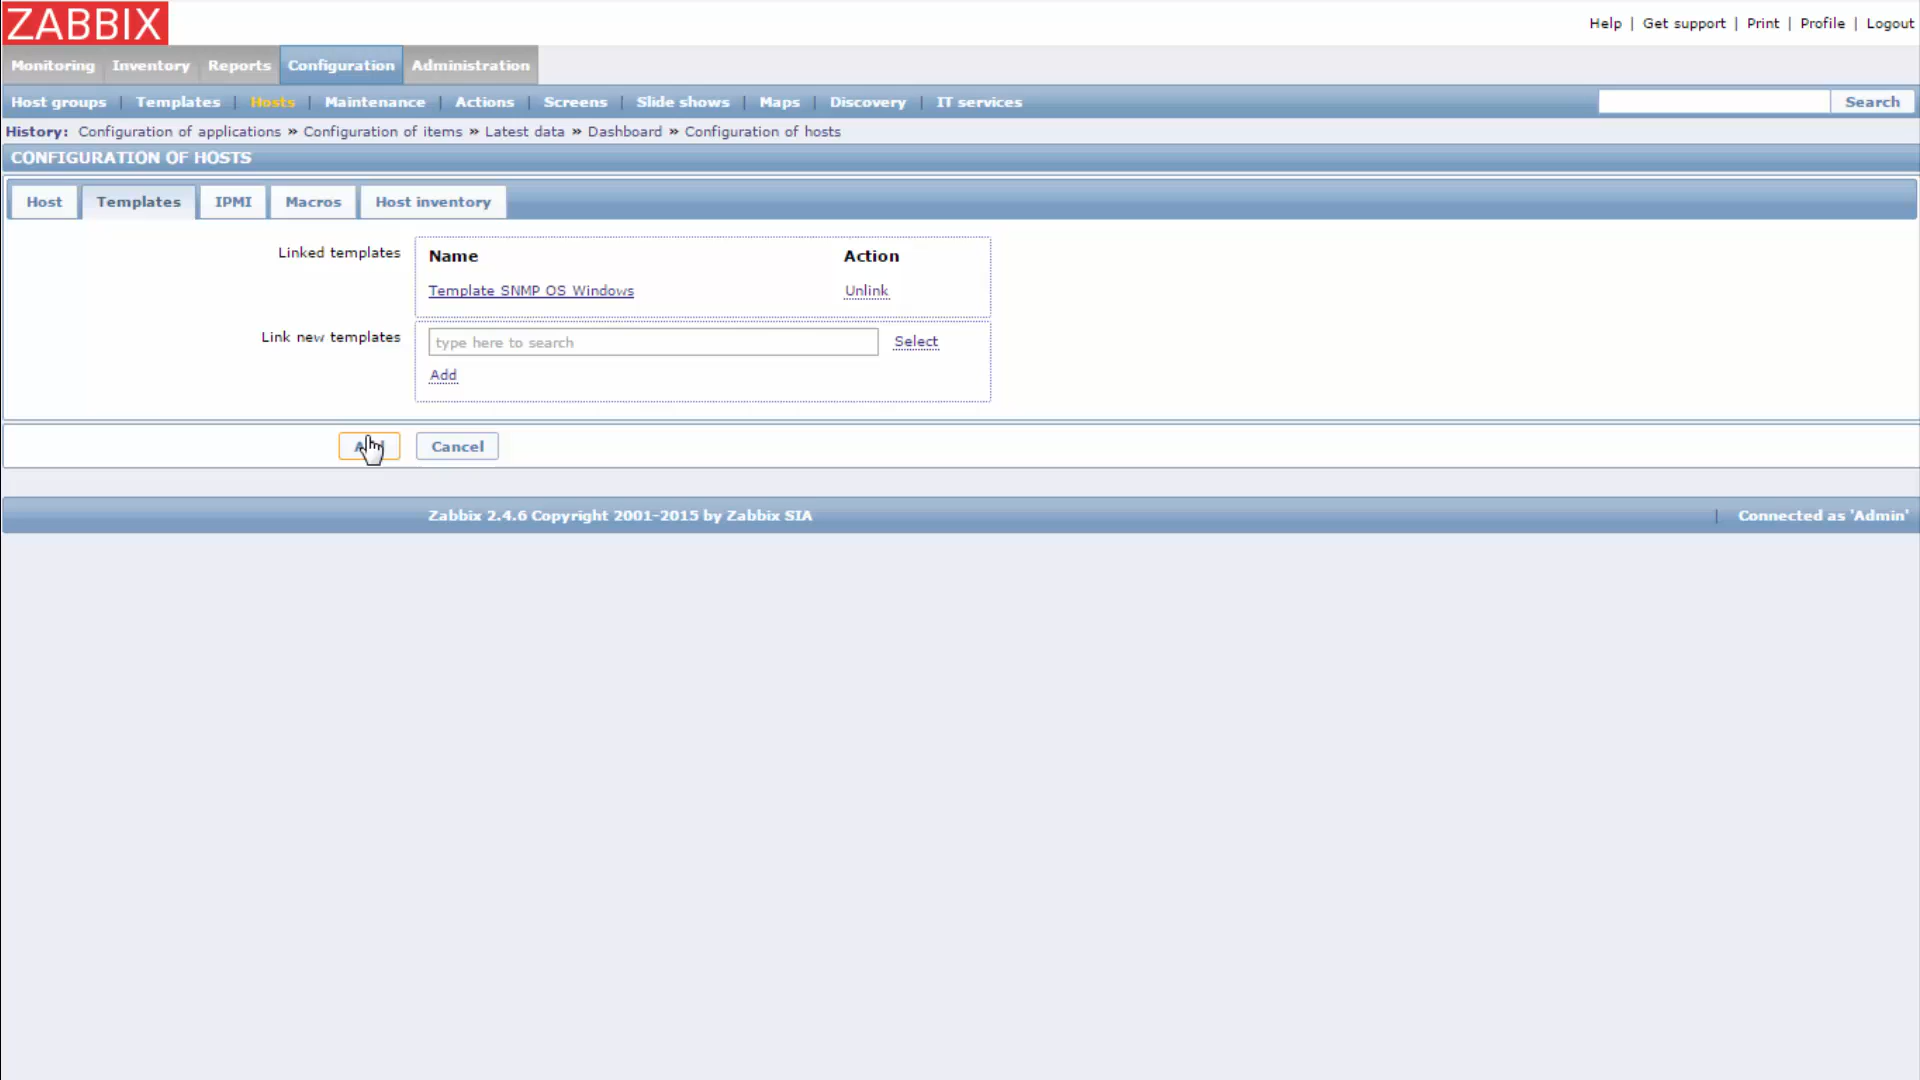 ZABBIX
Help | Get support | Print | Profile | Logout
Monitoring Inventory Reports Configuration Administration
Host groups | Templates | Hosts | Maintenance | Actions | Screens | Slide shows | Maps | Discovery | IT services Search
History: Configuration of applications » Configuration of items » Latest data » Dashboard » Configuration of hosts
CONFIGURATION OF HOSTS
Host Templates IPMI Macros Host inventory
Linked templates Name Action
Template SNMP OS Windows Unlink
Link new templates type here to search Select
Add
Cancel
Zabbix 2.4.6 Copyright 2001-2015 by Zabbix SIA | Connected as 'Admin'